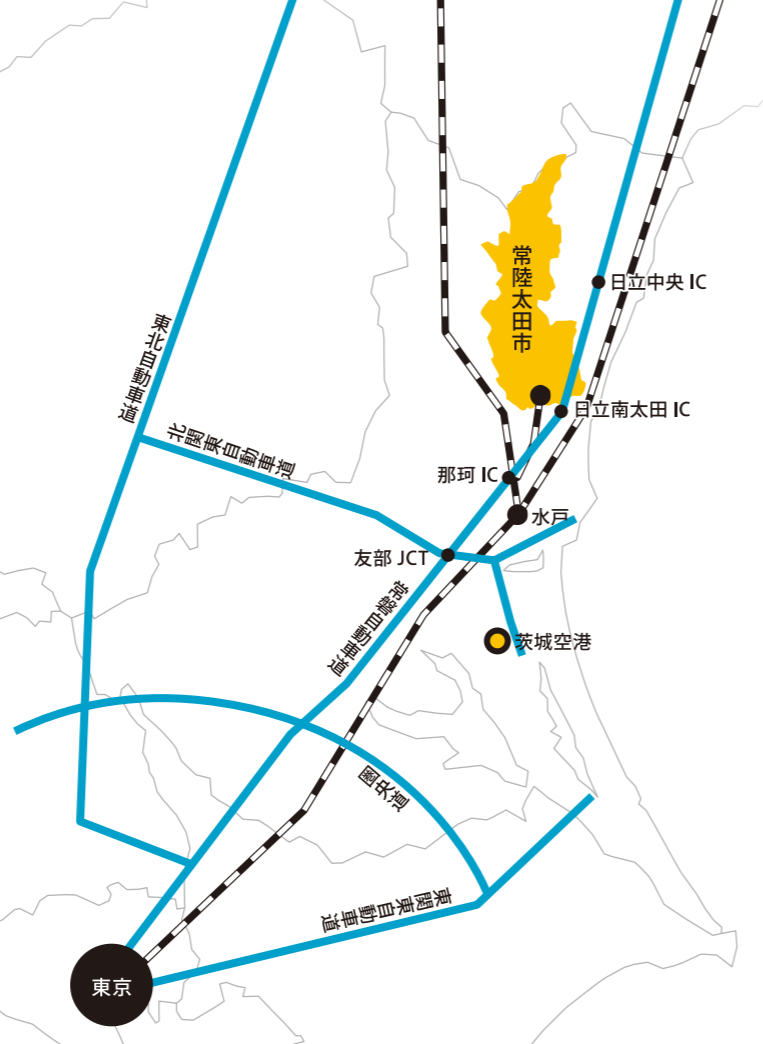 常陸太田市
日立中央 IC
東北自動車道
日立南太田 IC
北関東自動車道
那珂 IC
水戸
友部 JCT
常磐自動車道
茨城空港
圏央道
東関東自動車道
東京